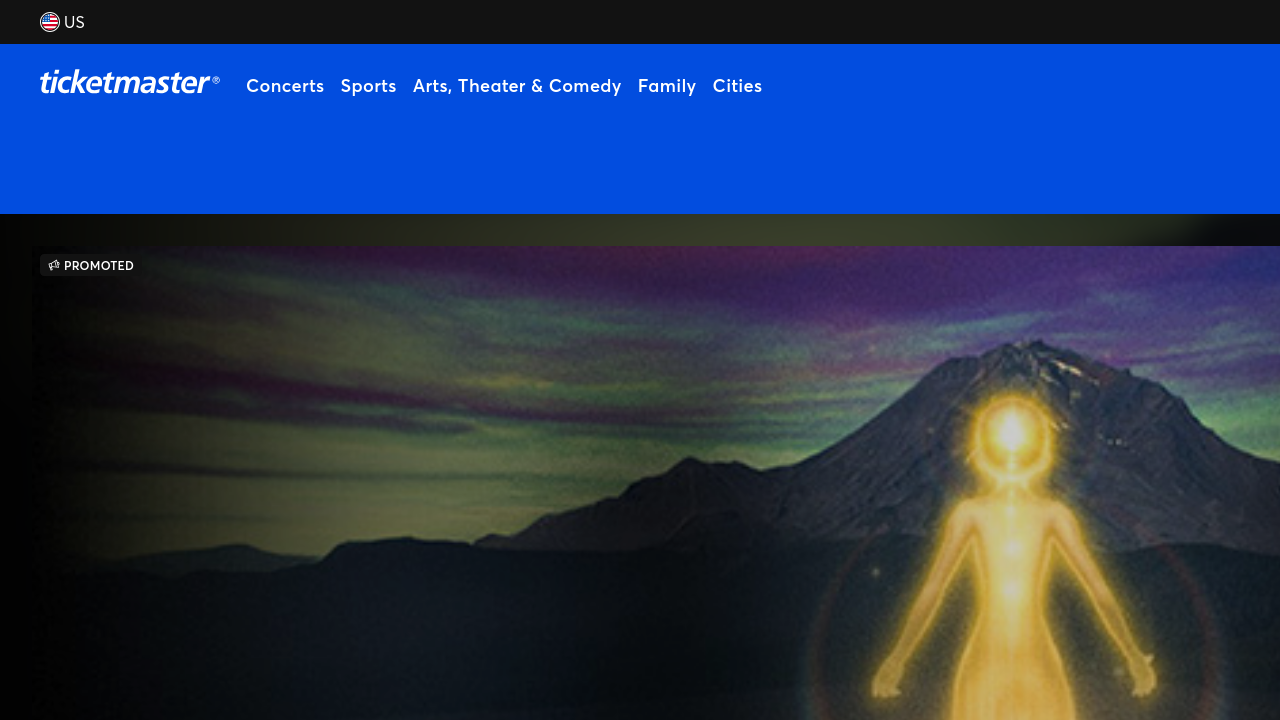 US
ticketmaster®
Concerts Sports Arts, Theater & Comedy Family Cities
PROMOTED